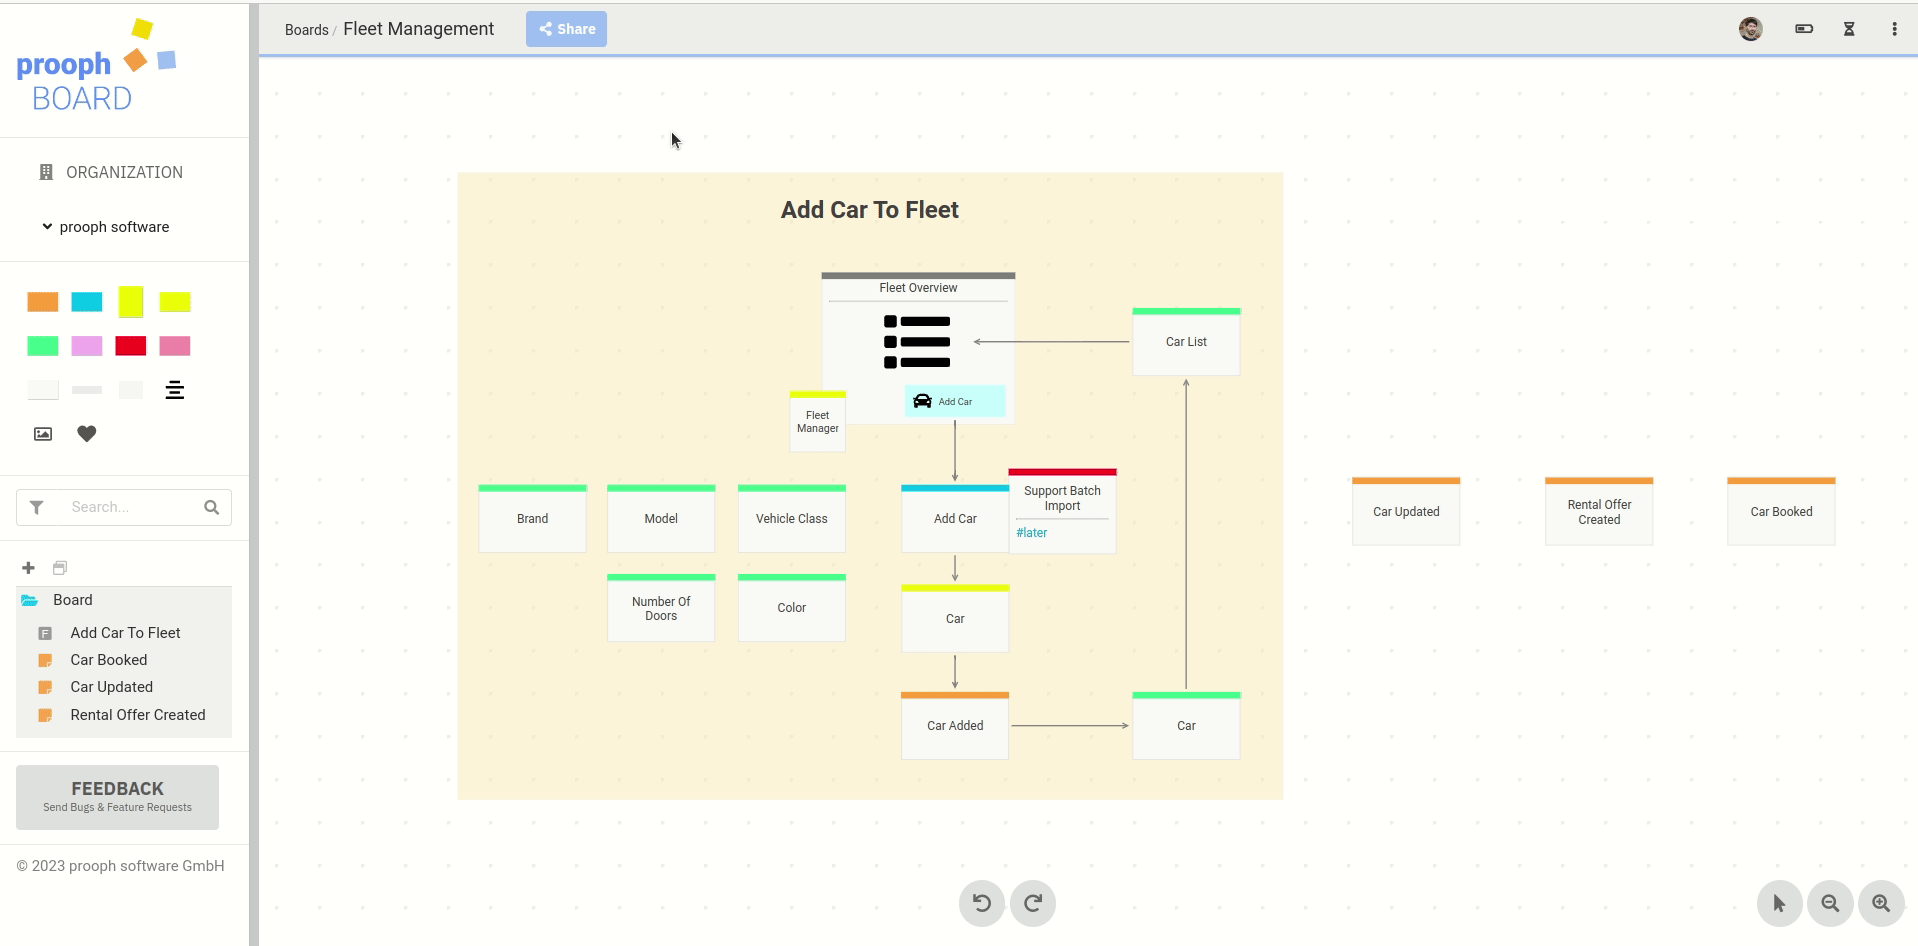 prooph
BOARD
Boards / Fleet Management
Share
ORGANIZATION
prooph software
Search...
Board
F Add Car To Fleet
Car Booked
Car Updated
Rental Offer Created
FEEDBACK
Send Bugs & Feature Requests
© 2023 prooph software GmbH
Add Car To Fleet
Fleet Overview
Add Car
Car List
Fleet
Manager
Brand
Model
Vehicle Class
Add Car
Support Batch
Import
#later
Number Of
Doors
Color
Car
Car Added
Car
Car Updated
Rental Offer
Created
Car Booked